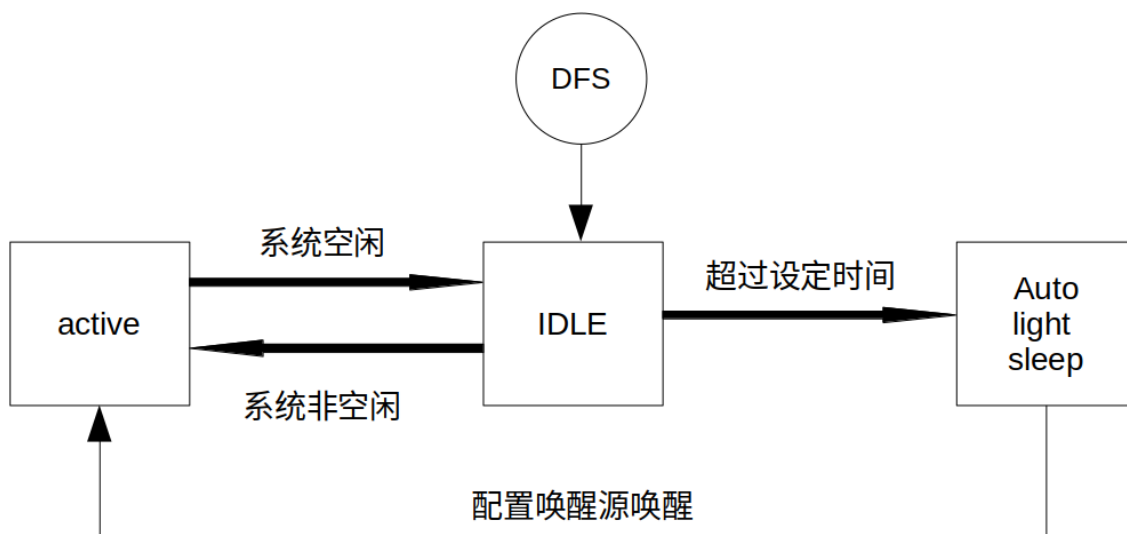 DFS
系统空闲
超过设定时间
active
IDLE
Auto
light
sleep
系统非空闲
配置唤醒源唤醒